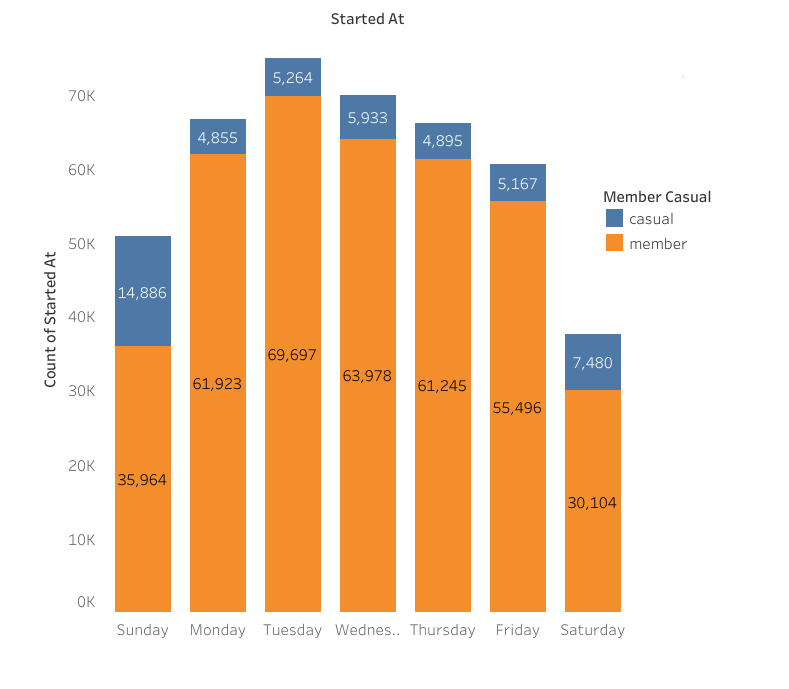 Started At
70K
60K
50K
40K
30K
20K
10K
0K
Count of Started At
5,264
5,933
4,855
4,895
5,167
14,886
7,480
69,697
63,978
61,923
61,245
55,496
35,964
30,104
Sunday Monday Tuesday Wednes.. Thursday Friday Saturday
Member Casual
casual
member